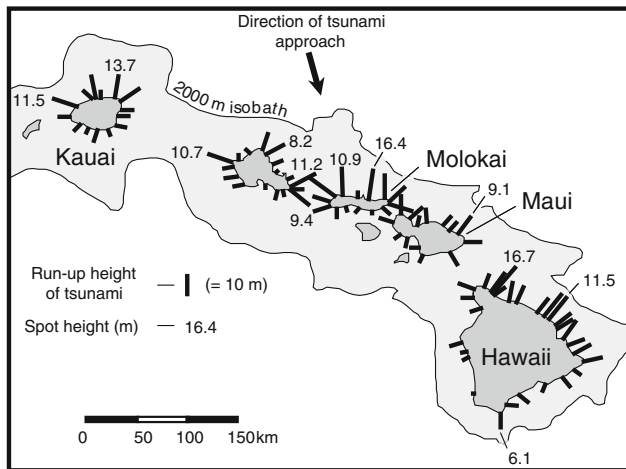 Direction of tsunami
approach
13.7
11.5
2000 m isobath
Kauai
8.2
10.7
11.2
10.9
16.4
Molokai
9.4
9.1
Maui
Run-up height
of tsunami
(= 10 m)
16.7
11.5
Spot height (m)
16.4
Hawaii
0 50 100 150km
6.1